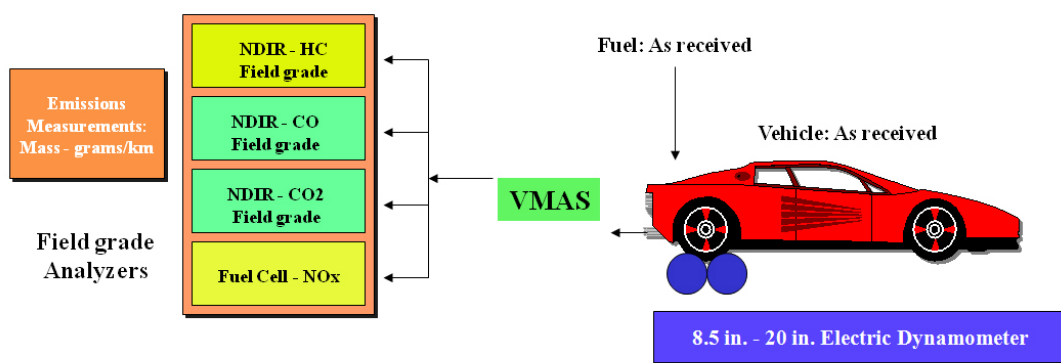 NDIR - HC
Field grade
NDIR - CO
Field grade
NDIR - CO2
Field grade
Fuel Cell - NOx
Emissions
Measurements:
Mass - grams/km
Field grade
Analyzers
VMAS
Fuel: As received
Vehicle: As received
8.5 in. - 20 in. Electric Dynamometer